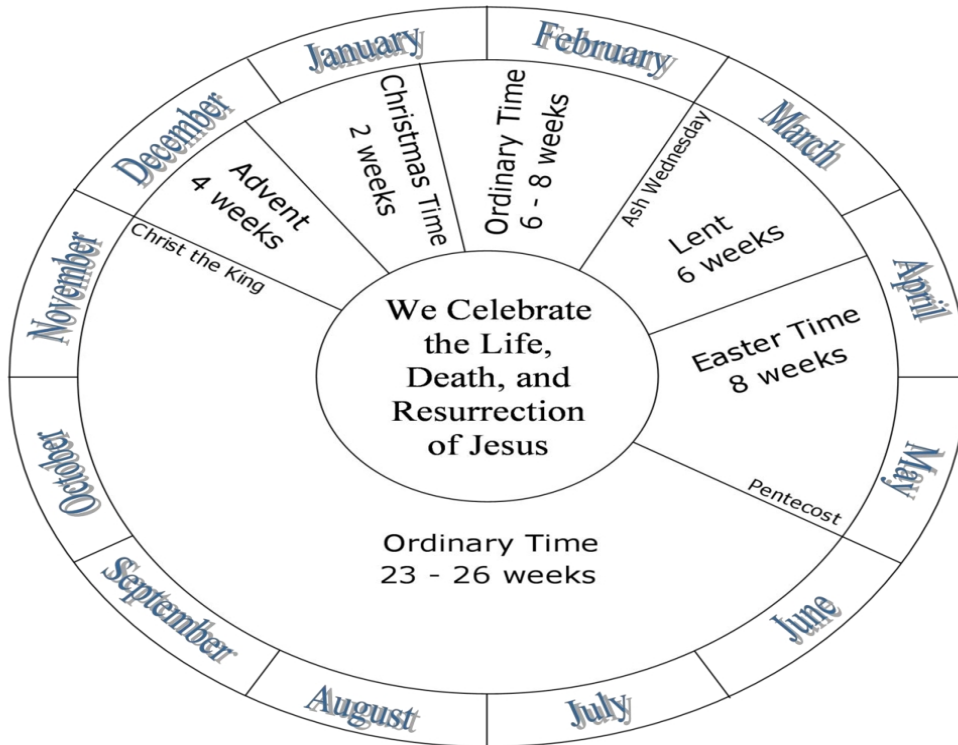 January
February
March
April
May
June
July
August
September
October
November
December
Christ the King
Advent
4 weeks
Christmas Time
2 weeks
Ordinary Time
6 - 8 weeks
Ash Wednesday
Lent
6 weeks
Easter Time
8 weeks
Pentecost
Ordinary Time
23 - 26 weeks
We Celebrate
the Life,
Death, and
Resurrection
of Jesus